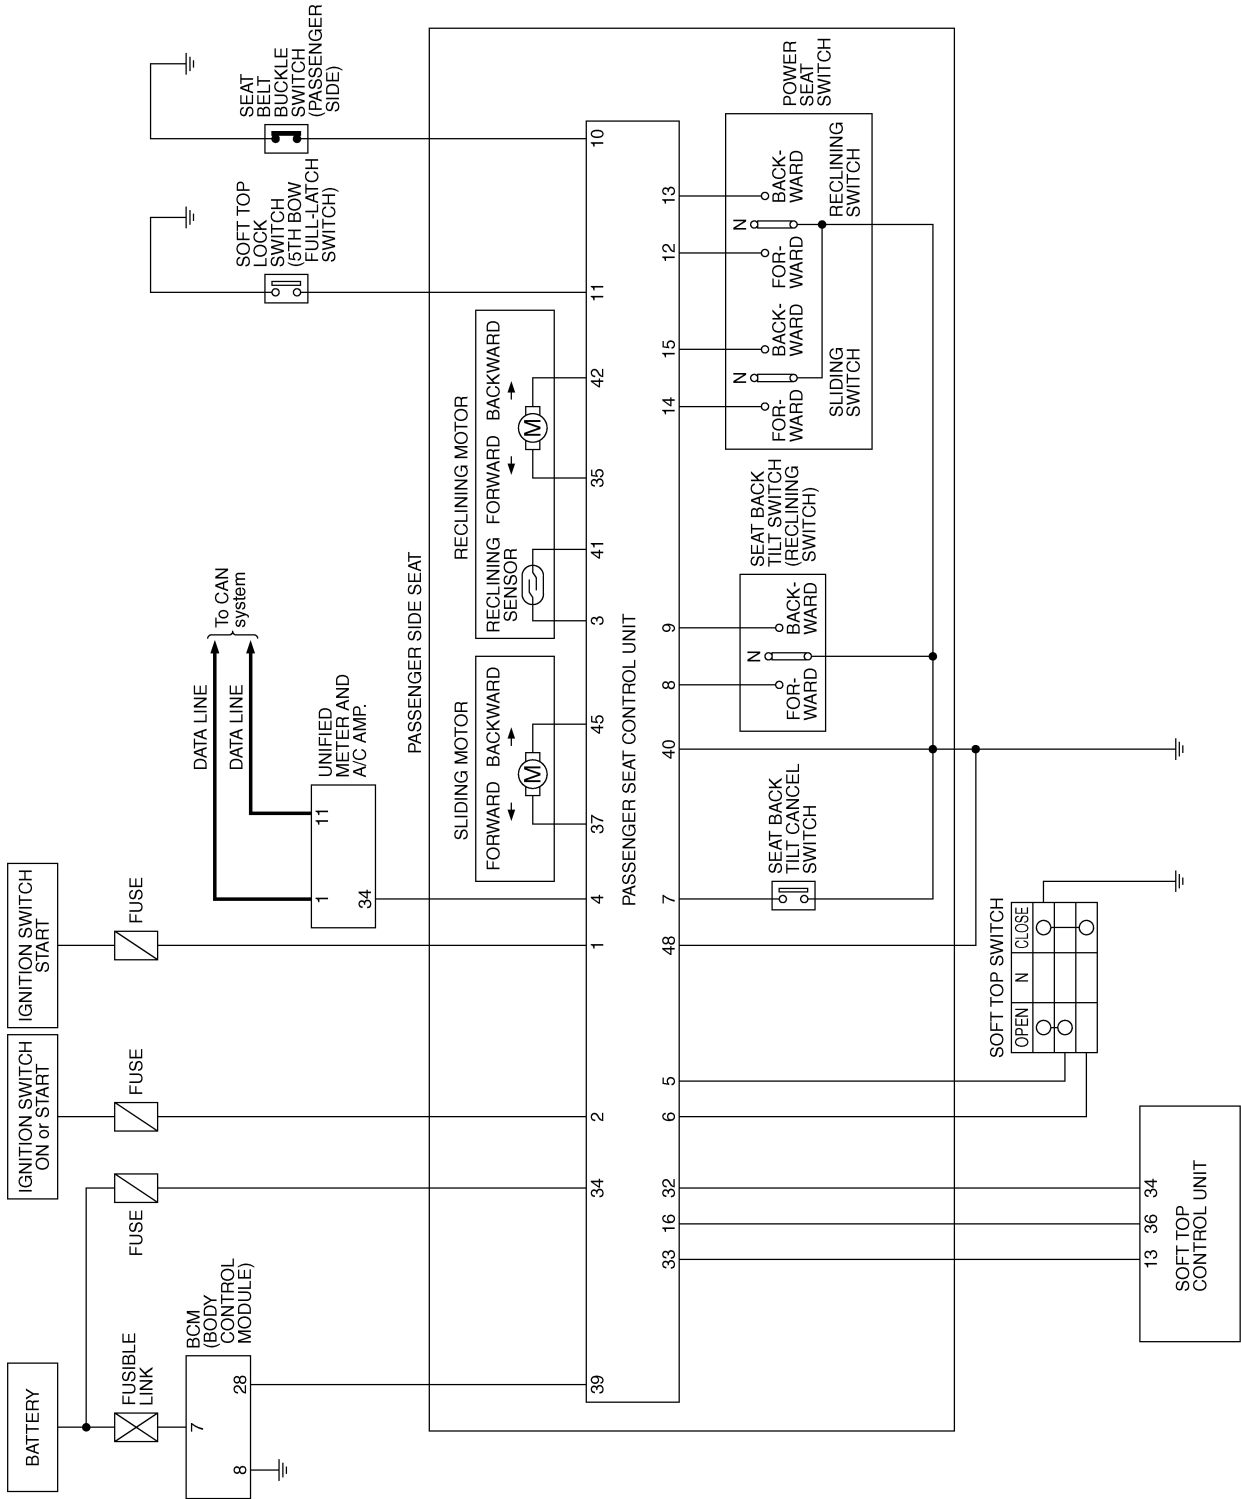 BATTERY
IGNITION SWITCH
ON or START
IGNITION SWITCH
START
FUSIBLE
LINK
FUSE
FUSE
FUSE
BCM
(BODY
CONTROL
MODULE)
7
8
28
DATA LINE
DATA LINE
To CAN
system
UNIFIED
METER AND
A/C AMP.
1
11
34
SOFT TOP
LOCK
SWITCH
(5TH BOW
FULL-LATCH
SWITCH)
SEAT
BELT
BUCKLE
SWITCH
(PASSENGER
SIDE)
PASSENGER SIDE SEAT
SLIDING MOTOR
FORWARD
BACKWARD
M
RECLINING MOTOR
RECLINING
SENSOR
FORWARD
BACKWARD
M
39
34
2
1
4
37
45
3
41
35
42
11
10
PASSENGER SEAT CONTROL UNIT
33
16
32
6
5
48
7
40
8
9
14
15
12
13
SEAT BACK
TILT CANCEL
SWITCH
SEAT BACK
TILT SWITCH
(RECLINING
SWITCH)
N
FOR-
WARD
BACK-
WARD
POWER
SEAT
SWITCH
N
FOR-
WARD
BACK-
WARD
SLIDING
SWITCH
N
FOR-
WARD
BACK-
WARD
RECLINING
SWITCH
SOFT TOP SWITCH
OPEN
N
CLOSE
13
36
34
SOFT TOP
CONTROL UNIT